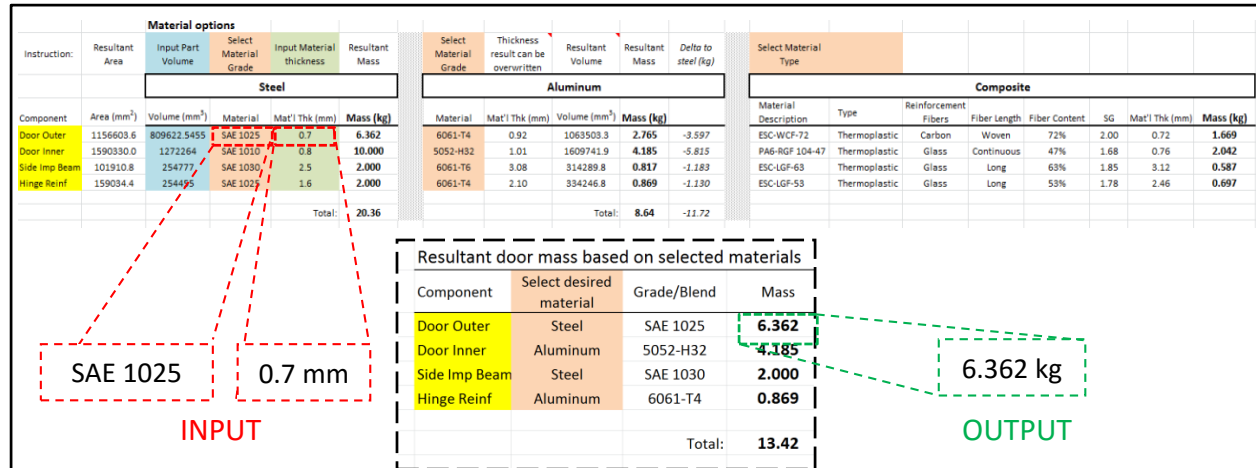 Material options
Instruction: Resultant Area Input Part Volume Select Material Grade Input Material thickness Resultant Mass Select Material Grade Thickness result can be overwritten Resultant Volume Resultant Mass Delta to steel (kg) Select Material Type
Steel Aluminum Composite
Component Area (mm²) Volume (mm³) Material Mat'l Thk (mm) Mass (kg) Material Mat'l Thk (mm) Volume (mm³) Mass (kg) Material Description Type Reinforcement Fibers Fiber Length Fiber Content SG Mat'l Thk (mm) Mass (kg)
Door Outer 1156603.6 809622.5455 SAE 1025 0.7 6.362 6061-T4 0.92 1063503.3 2.765 -3.597 ESC-WCF-72 Thermoplastic Carbon Woven 72% 2.00 0.72 1.669
Door Inner 1590330.0 1272264 SAE 1010 0.8 10.000 5052-H32 1.01 1609741.9 4.185 -5.815 PA6-RGF 104-47 Thermoplastic Glass Continuous 47% 1.68 0.76 2.042
Side Imp Beam 101910.8 254777 SAE 1030 2.5 2.000 6061-T6 3.08 314289.8 0.817 -1.183 ESC-LGF-63 Thermoplastic Glass Long 63% 1.85 3.12 0.587
Hinge Reinf 159034.4 254455 SAE 1025 1.6 2.000 6061-T4 2.10 334246.8 0.869 -1.130 ESC-LGF-53 Thermoplastic Glass Long 53% 1.78 2.46 0.697
Total: 20.36 Total: 8.64 -11.72
Resultant door mass based on selected materials
Component Select desired material Grade/Blend Mass
Door Outer Steel SAE 1025 6.362
Door Inner Aluminum 5052-H32 4.185
Side Imp Beam Steel SAE 1030 2.000
Hinge Reinf Aluminum 6061-T4 0.869
Total: 13.42
SAE 1025
0.7 mm
INPUT
6.362 kg
OUTPUT